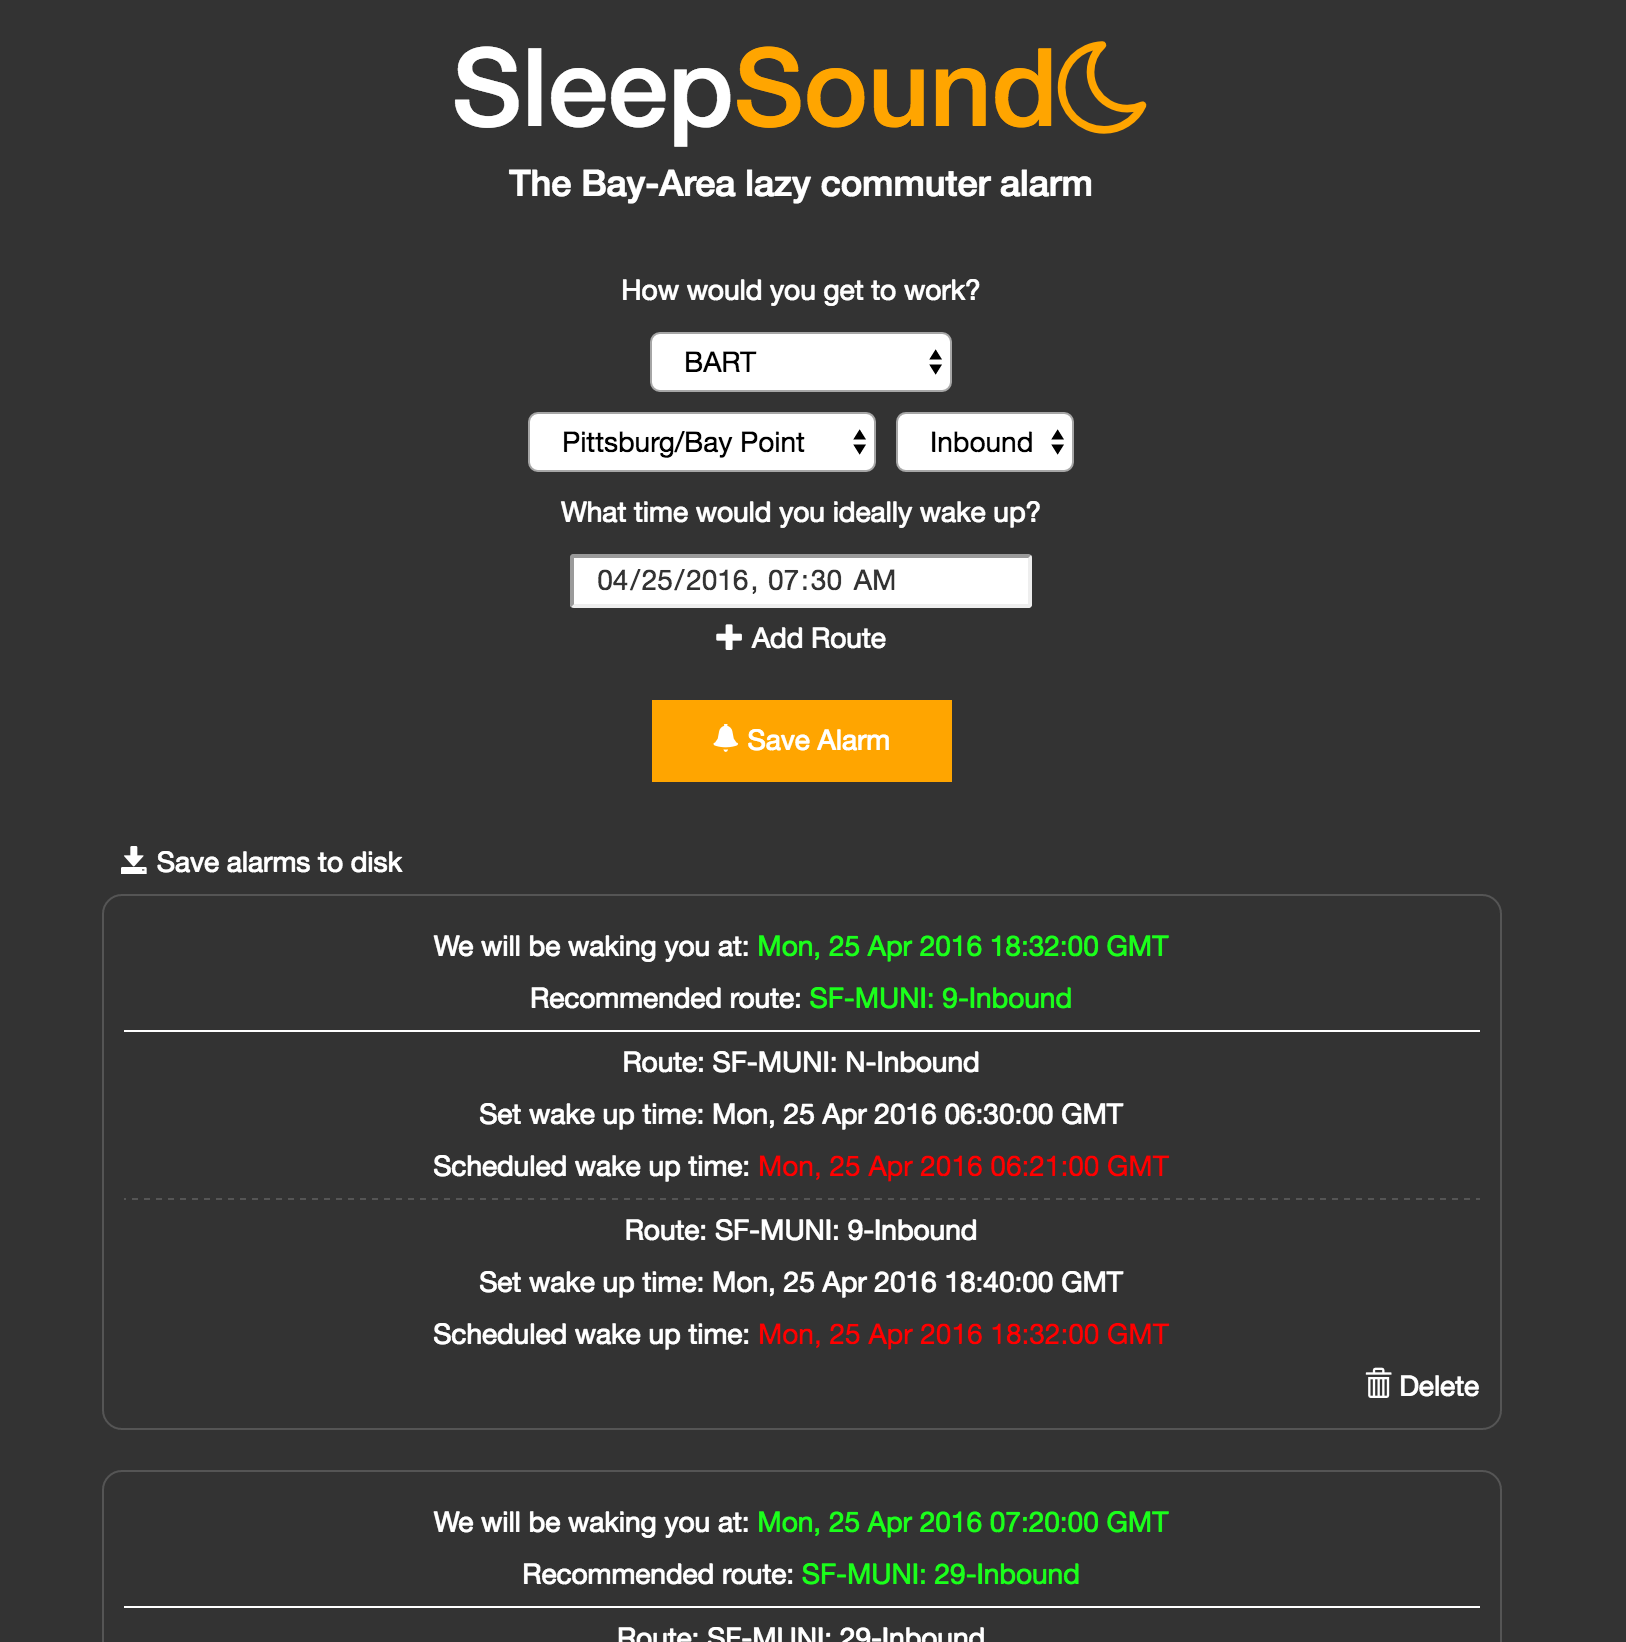 SleepSound
The Bay-Area lazy commuter alarm
How would you get to work?
BART
Pittsburg/Bay Point Inbound
What time would you ideally wake up?
04/25/2016, 07:30 AM
Add Route
Save Alarm
Save alarms to disk
We will be waking you at: Mon, 25 Apr 2016 18:32:00 GMT
Recommended route: SF-MUNI: 9-Inbound
Route: SF-MUNI: N-Inbound
Set wake up time: Mon, 25 Apr 2016 06:30:00 GMT
Scheduled wake up time: Mon, 25 Apr 2016 06:21:00 GMT
Route: SF-MUNI: 9-Inbound
Set wake up time: Mon, 25 Apr 2016 18:40:00 GMT
Scheduled wake up time: Mon, 25 Apr 2016 18:32:00 GMT
Delete
We will be waking you at: Mon, 25 Apr 2016 07:20:00 GMT
Recommended route: SF-MUNI: 29-Inbound
Route: SF-MUNI: 29-Inbound